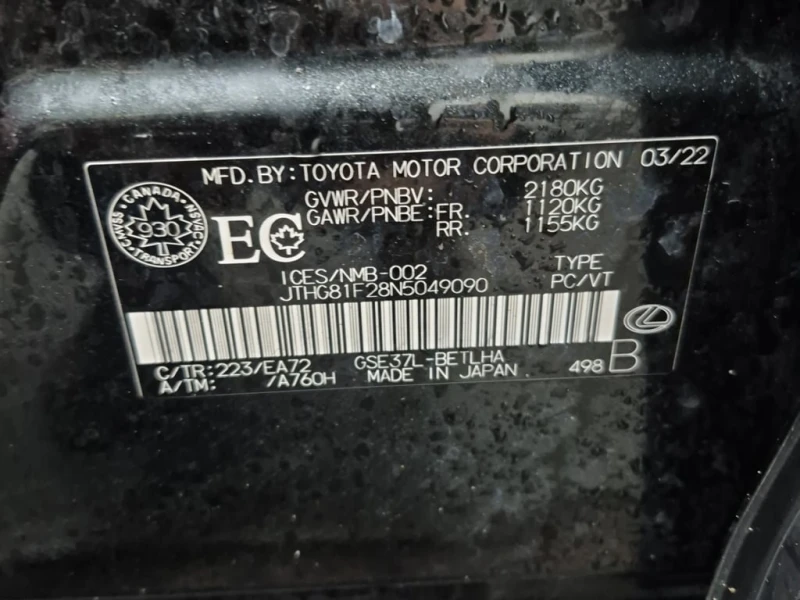 MFD. BY: TOYOTA MOTOR CORPORATION 03/22
GVWR/PNBV: 2180KG
GAWR/PNBE: FR. 1120KG
RR. 1155KG
CANADA
CMVSS 930 NSVAC
TRANSPORT
EC
ICES/NMB-002
TYPE
JTHG81F28N5049090
PC/VT
C/TR: 223/EA72 GSE37L-BETLHA
A/TM: /A760H MADE IN JAPAN. 498 B